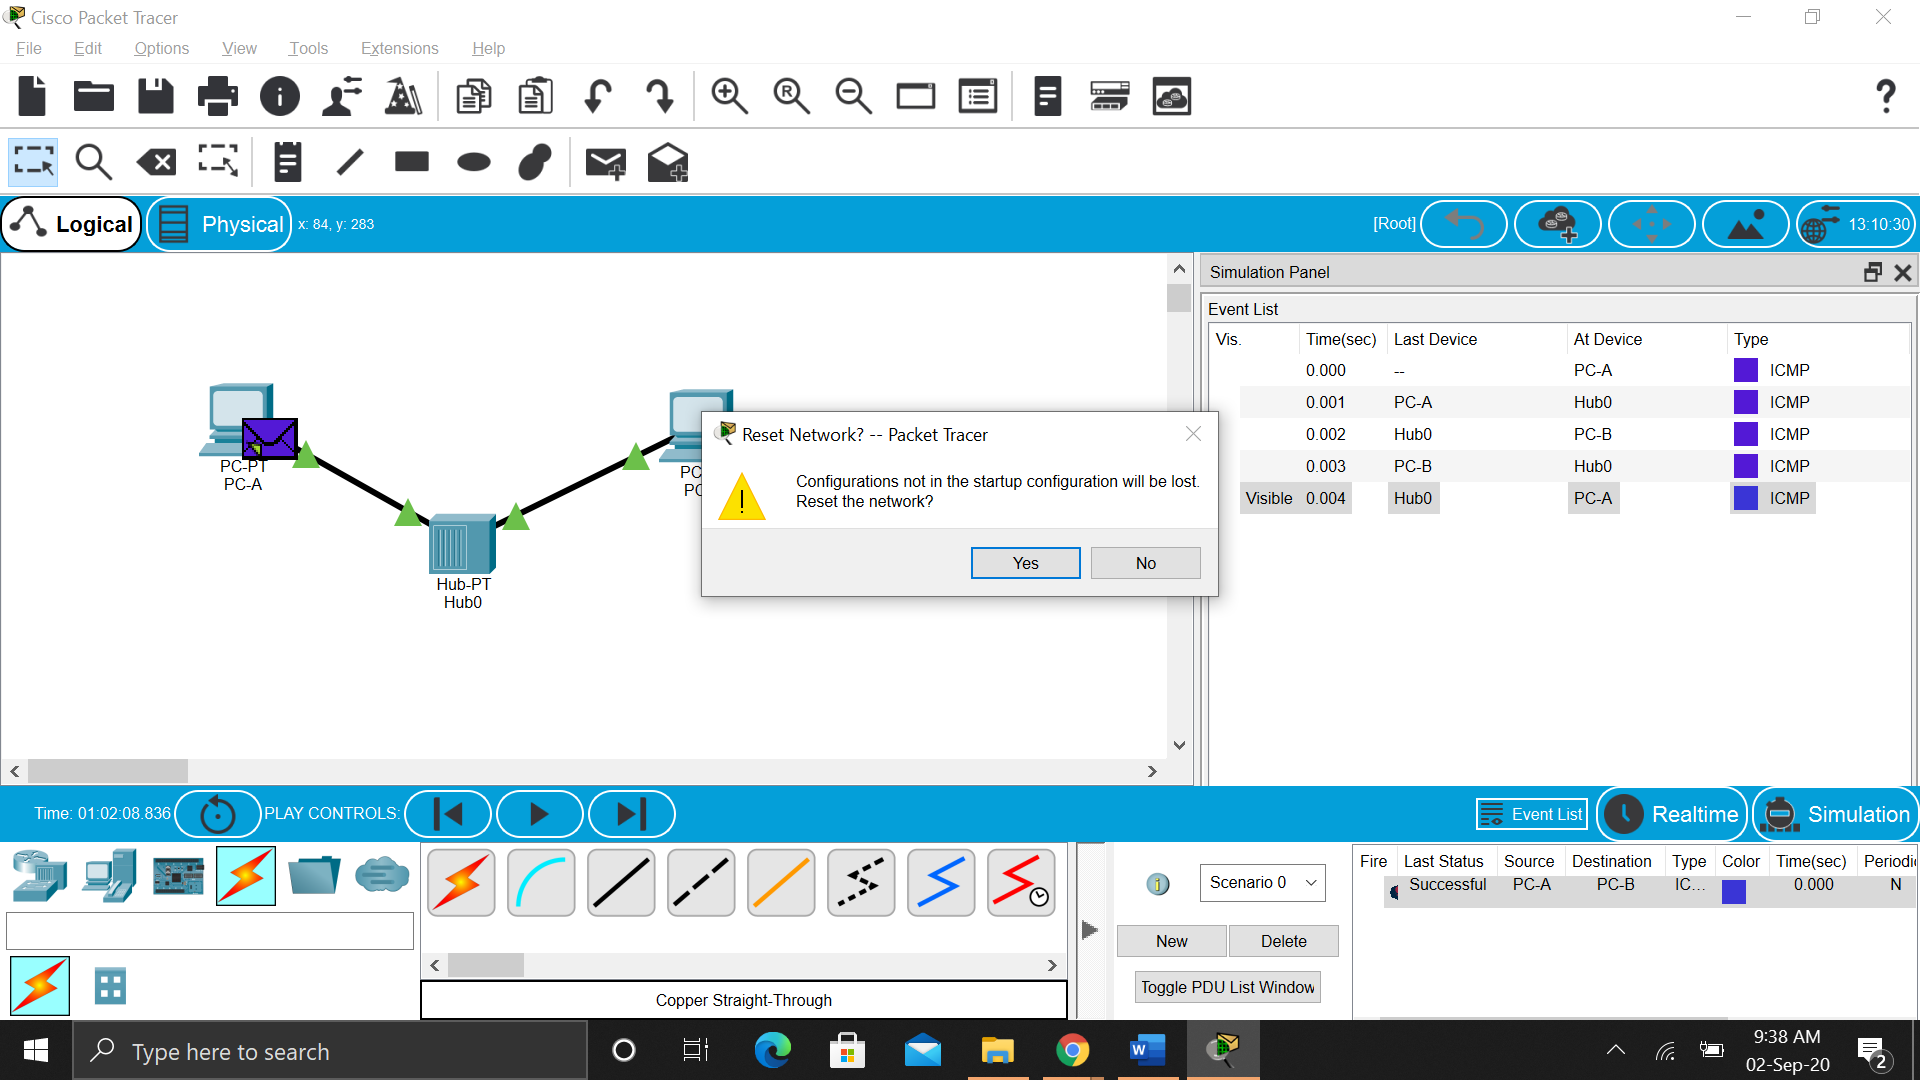 Cisco Packet Tracer
File Edit Options View Tools Extensions Help
Logical Physical x: 84, y: 283 [Root] 13:10:30
Simulation Panel
Event List
Vis. Time(sec) Last Device At Device Type
0.000 -- PC-A ICMP
0.001 PC-A Hub0 ICMP
0.002 Hub0 PC-B ICMP
0.003 PC-B Hub0 ICMP
Visible 0.004 Hub0 PC-A ICMP
PC-PT
PC-A
Hub-PT
Hub0
PC
PC
Reset Network? -- Packet Tracer
Configurations not in the startup configuration will be lost.
Reset the network?
Yes No
Time: 01:02:08.836 PLAY CONTROLS: Event List Realtime Simulation
Scenario 0
New Delete
Toggle PDU List Window
Copper Straight-Through
Fire Last Status Source Destination Type Color Time(sec) Periodi
Successful PC-A PC-B IC... 0.000 N
Type here to search
9:38 AM
02-Sep-20
2